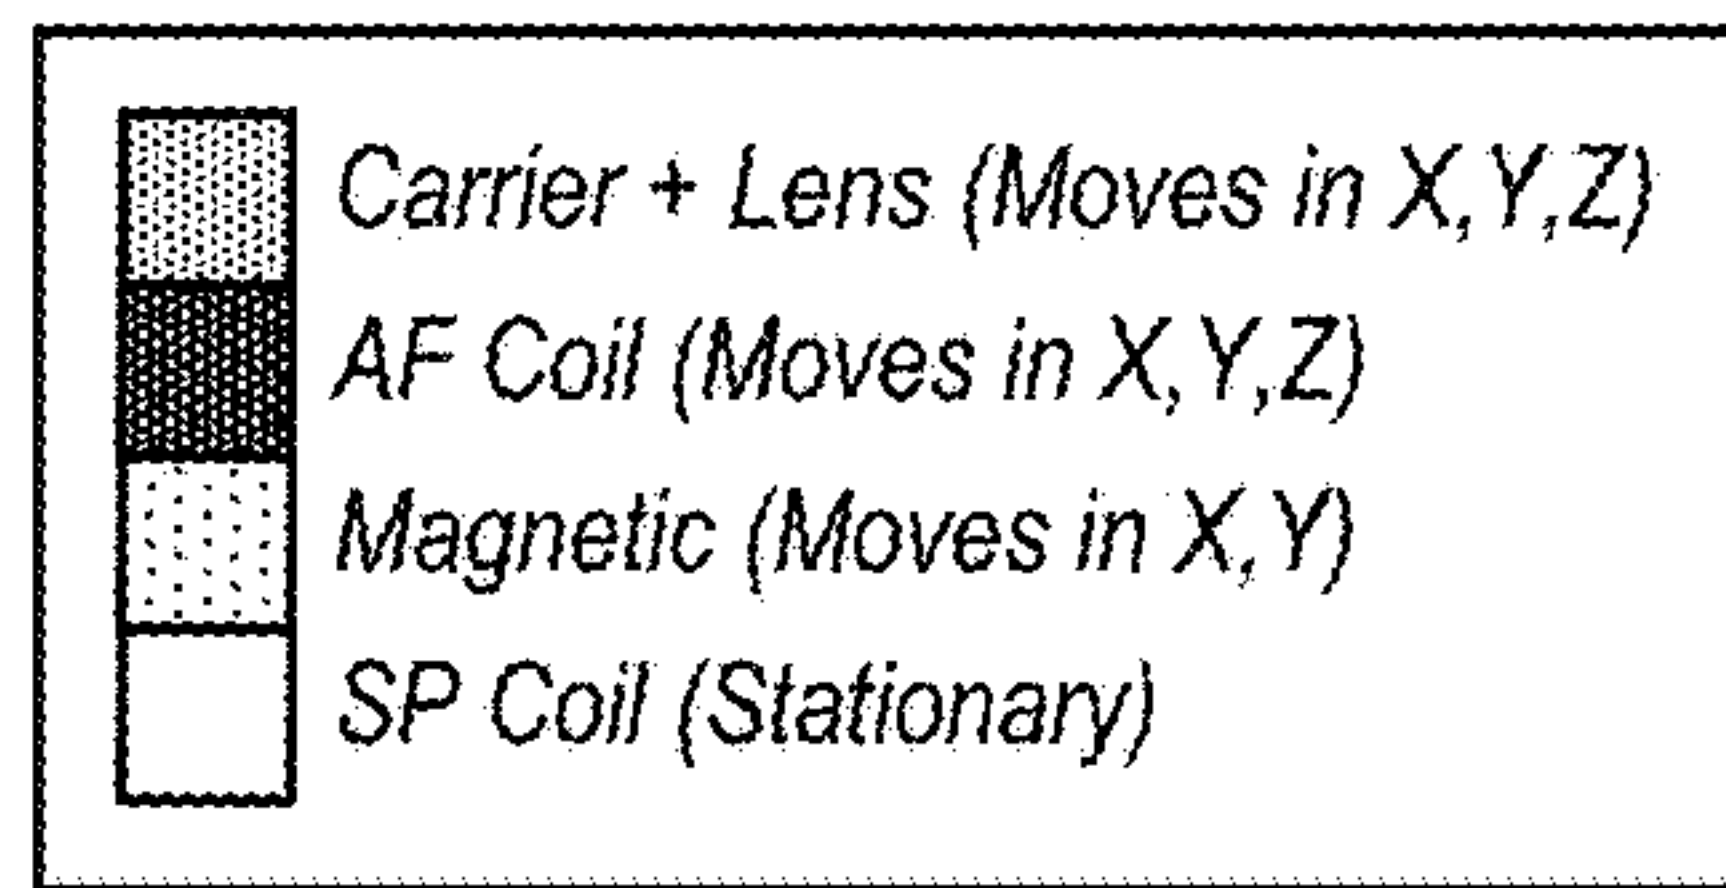 Carrier + Lens (Moves in X,Y,Z)
AF Coil (Moves in X,Y,Z)
Magnetic (Moves in X,Y)
SP Coil (Stationary)